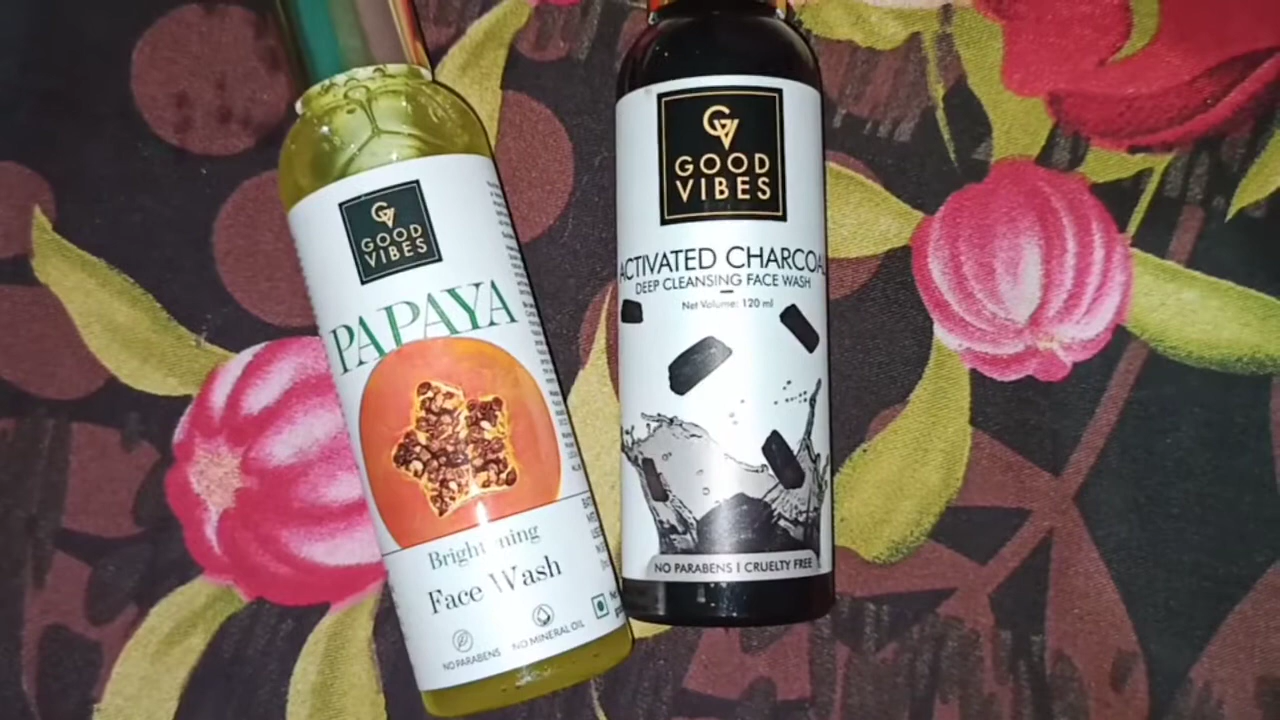 GV
GOOD
VIBES
PAPAYA
Brightening
Face Wash
NO PARABENS
NO MINERAL OIL
GV
GOOD
VIBES
ACTIVATED CHARCOAL
DEEP CLEANSING FACE WASH
Net Volume: 120 ml
NO PARABENS | CRUELTY FREE